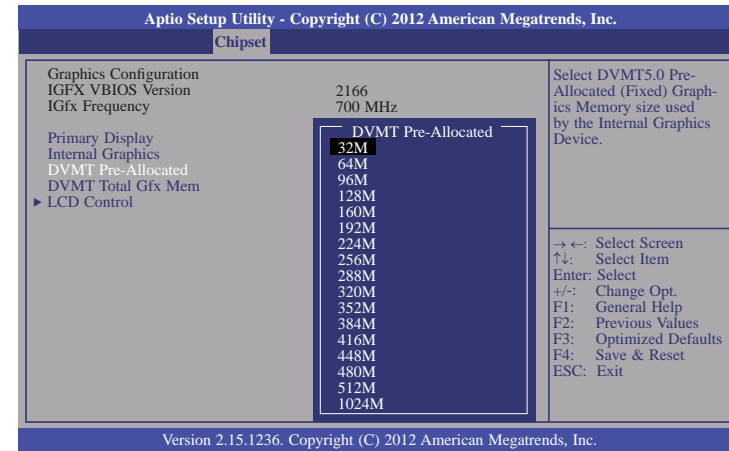 Aptio Setup Utility - Copyright (C) 2012 American Megatrends, Inc.
Chipset
Graphics Configuration
IGFX VBIOS Version 2166
IGfx Frequency 700 MHz
Primary Display
Internal Graphics
DVMT Pre-Allocated
DVMT Total Gfx Mem
▶ LCD Control
DVMT Pre-Allocated
32M
64M
96M
128M
160M
192M
224M
256M
288M
320M
352M
384M
416M
448M
480M
512M
1024M
Select DVMT5.0 Pre-
Allocated (Fixed) Graph-
ics Memory size used
by the Internal Graphics
Device.
→ ←: Select Screen
↑↓: Select Item
Enter: Select
+/-: Change Opt.
F1: General Help
F2: Previous Values
F3: Optimized Defaults
F4: Save & Reset
ESC: Exit
Version 2.15.1236. Copyright (C) 2012 American Megatrends, Inc.